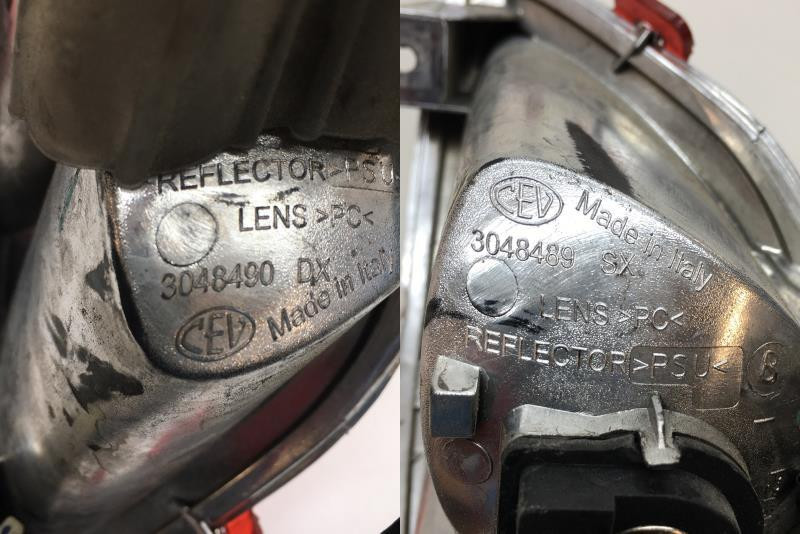 REFLECTOR>PSU
LENS >PC<
3048490 DX
CEV Made in Italy
CEV Made in Italy
3048489 SX
LENS >PC<
REFLECTOR>PSU< 8